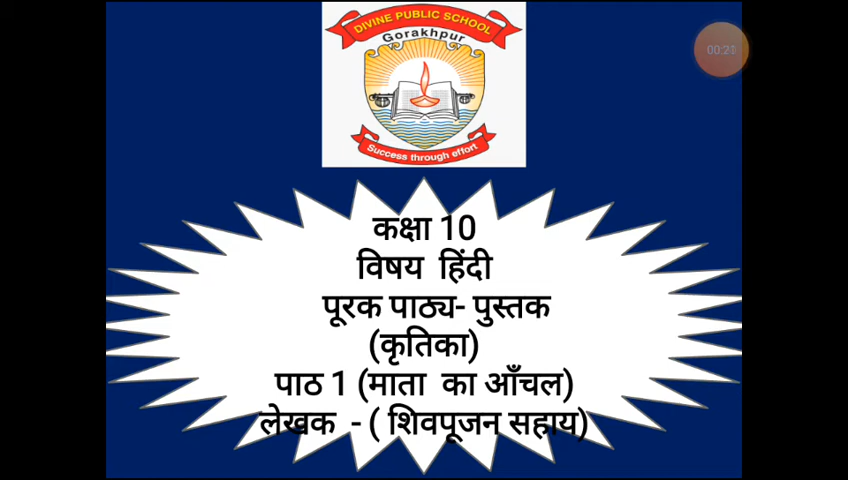 DIVINE PUBLIC SCHOOL
Gorakhpur
Success through effort
00:21
कक्षा 10
विषय हिंदी
पूरक पाठ्य- पुस्तक
(कृतिका)
पाठ 1 (माता का आँचल)
लेखक - ( शिवपूजन सहाय)